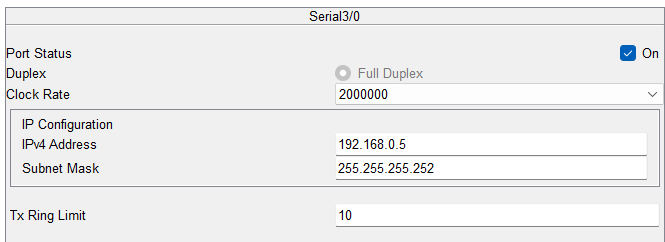 Serial3/0
Port Status On
Duplex Full Duplex
Clock Rate 2000000
IP Configuration
IPv4 Address 192.168.0.5
Subnet Mask 255.255.255.252
Tx Ring Limit 10